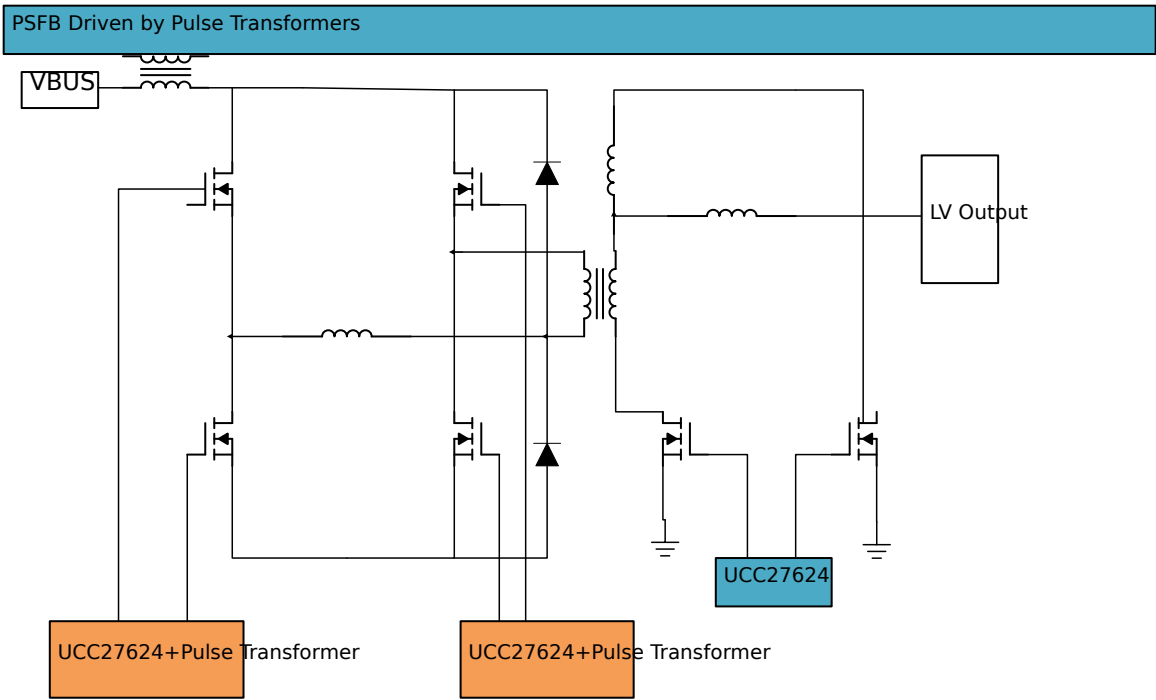 PSFB Driven by Pulse Transformers
VBUS
LV Output
UCC27624
UCC27624+Pulse Transformer
UCC27624+Pulse Transformer